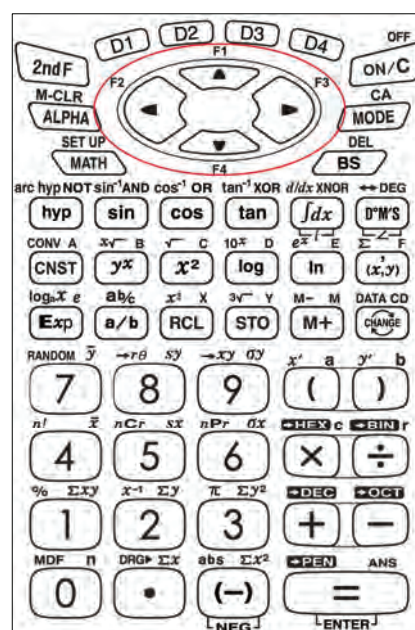 D1 D2 D3 D4 OFF
2ndF F2 F1 F3 ON/C
M-CLR CA
ALPHA MODE
SET UP F4 DEL
MATH BS
arc hyp NOT sin⁻¹ AND cos⁻¹ OR tan⁻¹ XOR d/dx XNOR ↔DEG
hyp sin cos tan ∫dx D°M'S
CONV A x√ B √ C 10ˣ D eˣ E Σ F
CNST yˣ x² log ln (x,y)
a/b RCL STO M+ CHANGE
Exp
logₐx e ab/c X 3√ Y M− M DATA CD
RANDOM ȳ →rθ sy →xy σy x' a y' b
7 8 9 ( )
n! x̄ nCr sx nPr σx →HEX c →BIN r
4 5 6 × ÷
% Σxy x⁻¹ Σy π Σy² →DEC →OCT
1 2 3 + −
MDF n DRG▸ Σx abs Σx² →PEN ANS
0 • (−) =
NEG ENTER